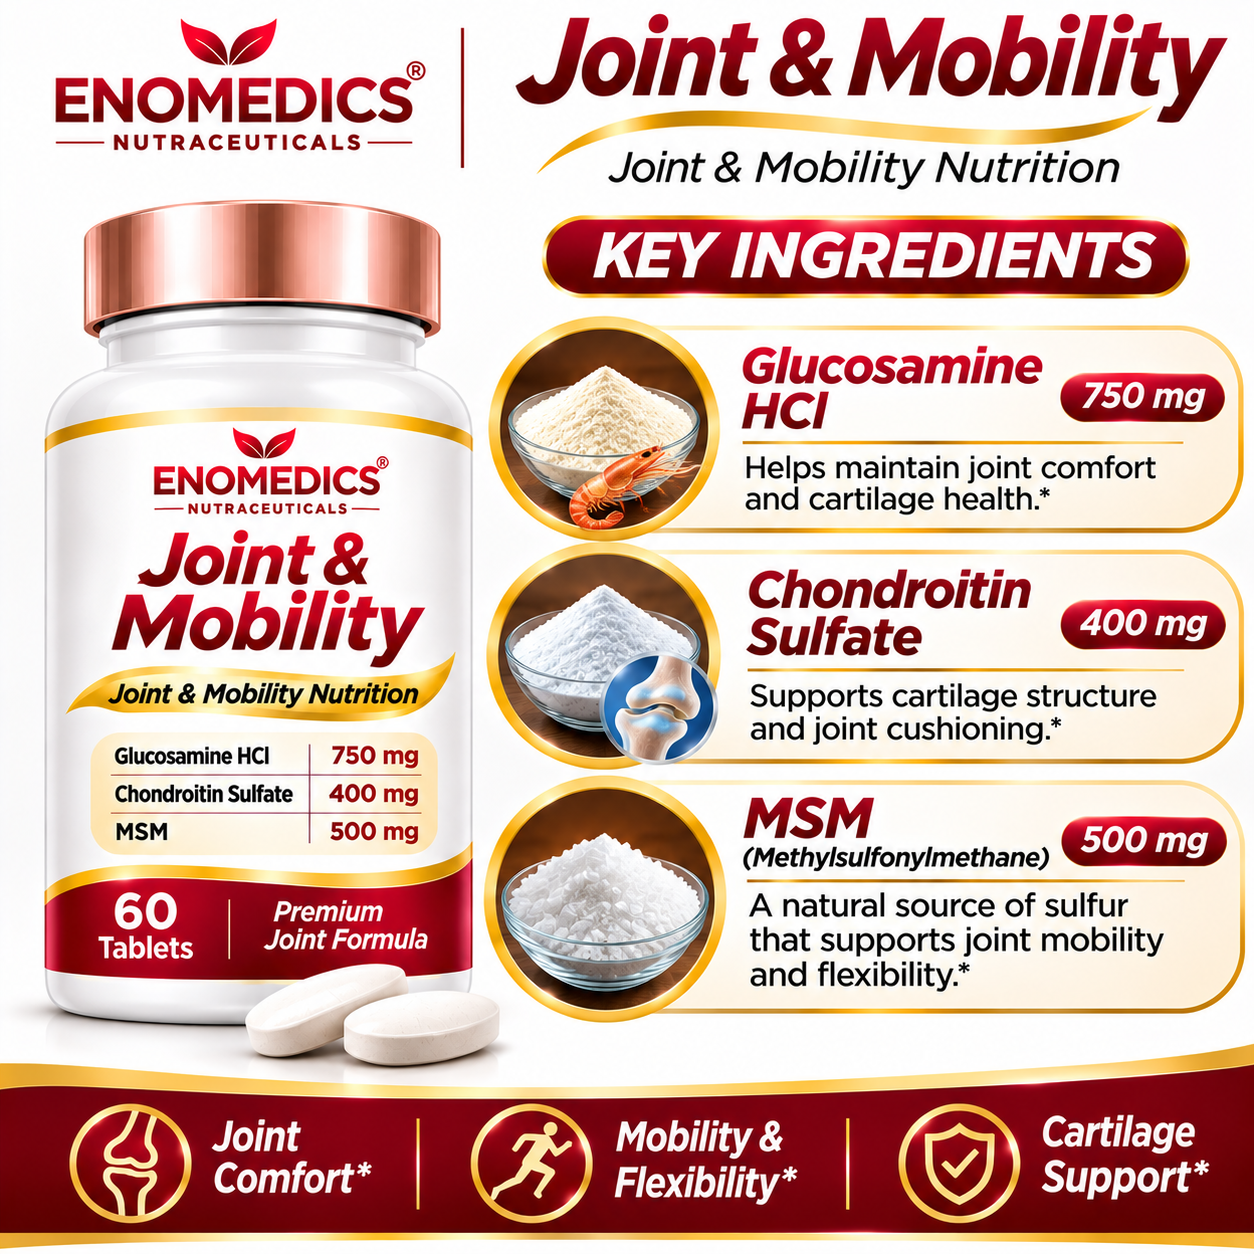 ENOMEDICS®
NUTRACEUTICALS
Joint & Mobility
Joint & Mobility Nutrition
KEY INGREDIENTS
ENOMEDICS®
NUTRACEUTICALS
Joint &
Mobility
Joint & Mobility Nutrition
Glucosamine HCl 750 mg
Chondroitin Sulfate 400 mg
MSM 500 mg
60
Tablets
Premium
Joint Formula
Glucosamine
HCl
750 mg
Helps maintain joint comfort
and cartilage health.*
Chondroitin
Sulfate
400 mg
Supports cartilage structure
and joint cushioning.*
MSM
(Methylsulfonylmethane)
500 mg
A natural source of sulfur
that supports joint mobility
and flexibility.*
Joint
Comfort*
Mobility &
Flexibility*
Cartilage
Support*